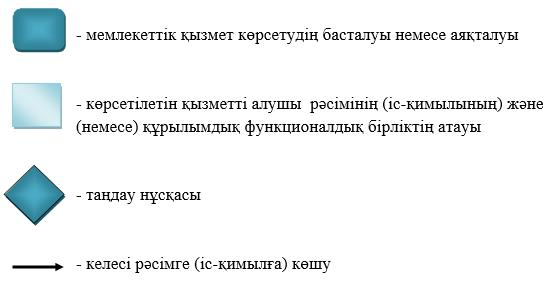 - мемлекеттік қызмет көрсетудің басталуы немесе аяқталуы
- көрсетілетін қызметті алушы рәсімінің (іс-қимылының) және
(немесе) құрылымдық функционалдық бірліктің атауы
- таңдау нұсқасы
- келесі рәсімге (іс-қимылға) көшу